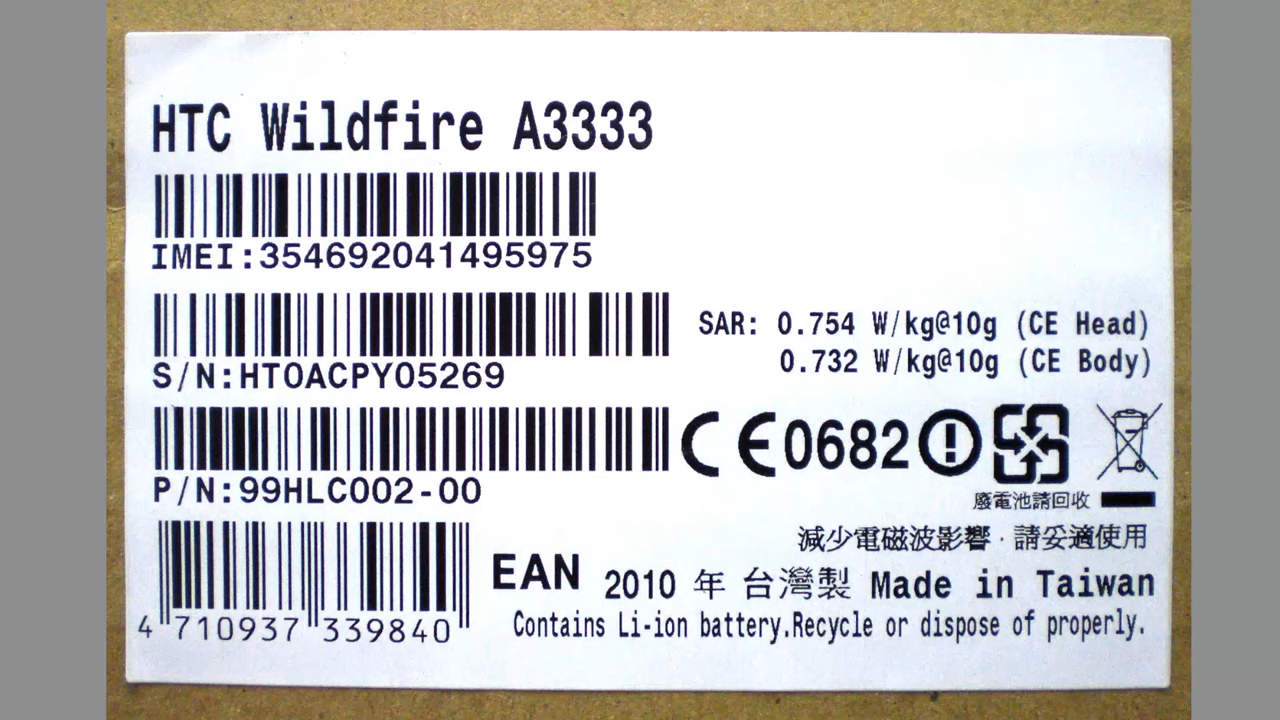 HTC Wildfire A3333
IMEI:354692041495975
S/N:HT0ACPY05269
SAR: 0.754 W/kg@10g (CE Head)
0.732 W/kg@10g (CE Body)
P/N:99HLC002-00
CE0682
廢電池請回收
減少電磁波影響‧請妥適使用
EAN
2010 年 台灣製 Made in Taiwan
Contains Li-ion battery.Recycle or dispose of properly.
4 710937 339840